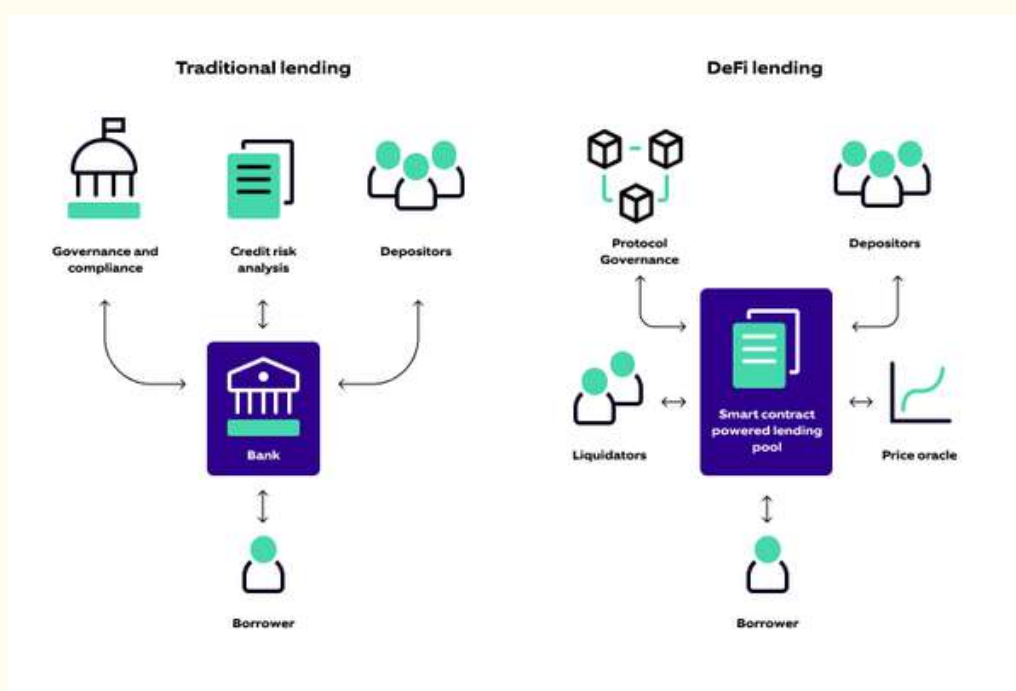 Traditional lending
Governance and
compliance
Credit risk
analysis
Depositors
Bank
Borrower
DeFi lending
Protocol
Governance
Depositors
Liquidators
Smart contract
powered lending
pool
Price oracle
Borrower